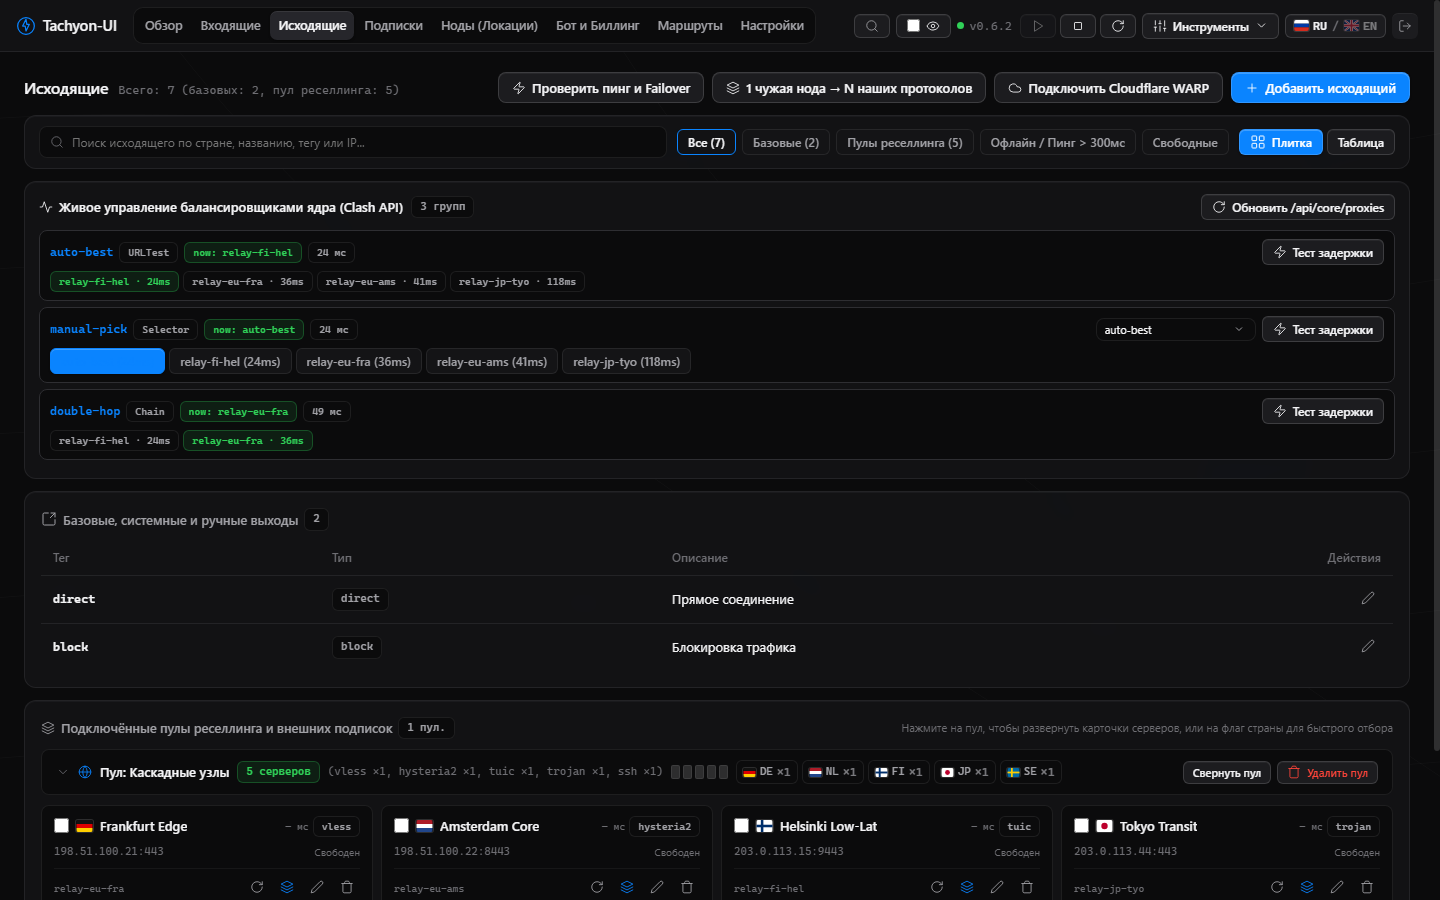 Tachyon-UI Обзор Входящие Исходящие Подписки Ноды (Локации) Бот и Биллинг Маршруты Настройки v0.6.2 Инструменты RU / EN
Исходящие Всего: 7 (базовых: 2, пул реселлинга: 5) Проверить пинг и Failover 1 чужая нода → N наших протоколов Подключить Cloudflare WARP + Добавить исходящий
Поиск исходящего по стране, названию, тегу или IP... Все (7) Базовые (2) Пулы реселлинга (5) Офлайн / Пинг > 300мс Свободные Плитка Таблица
Живое управление балансировщиками ядра (Clash API) 3 групп Обновить /api/core/proxies
auto-best URLTest now: relay-fi-hel 24 мс Тест задержки
relay-fi-hel · 24ms relay-eu-fra · 36ms relay-eu-ams · 41ms relay-jp-tyo · 118ms
manual-pick Selector now: auto-best 24 мс auto-best Тест задержки
relay-fi-hel (24ms) relay-eu-fra (36ms) relay-eu-ams (41ms) relay-jp-tyo (118ms)
double-hop Chain now: relay-eu-fra 49 мс Тест задержки
relay-fi-hel · 24ms relay-eu-fra · 36ms
Базовые, системные и ручные выходы 2
Тег Тип Описание Действия
direct direct Прямое соединение
block block Блокировка трафика
Подключённые пулы реселлинга и внешних подписок 1 пул. Нажмите на пул, чтобы развернуть карточки серверов, или на флаг страны для быстрого отбора
Пул: Каскадные узлы 5 серверов (vless ×1, hysteria2 ×1, tuic ×1, trojan ×1, ssh ×1) DE ×1 NL ×1 FI ×1 JP ×1 SE ×1 Свернуть пул Удалить пул
Frankfurt Edge – мс vless Amsterdam Core – мс hysteria2 Helsinki Low-Lat – мс tuic Tokyo Transit – мс trojan
198.51.100.21:443 Свободен 198.51.100.22:8443 Свободен 203.0.113.15:9443 Свободен 203.0.113.44:443 Свободен
relay-eu-fra relay-eu-ams relay-fi-hel relay-jp-tyo